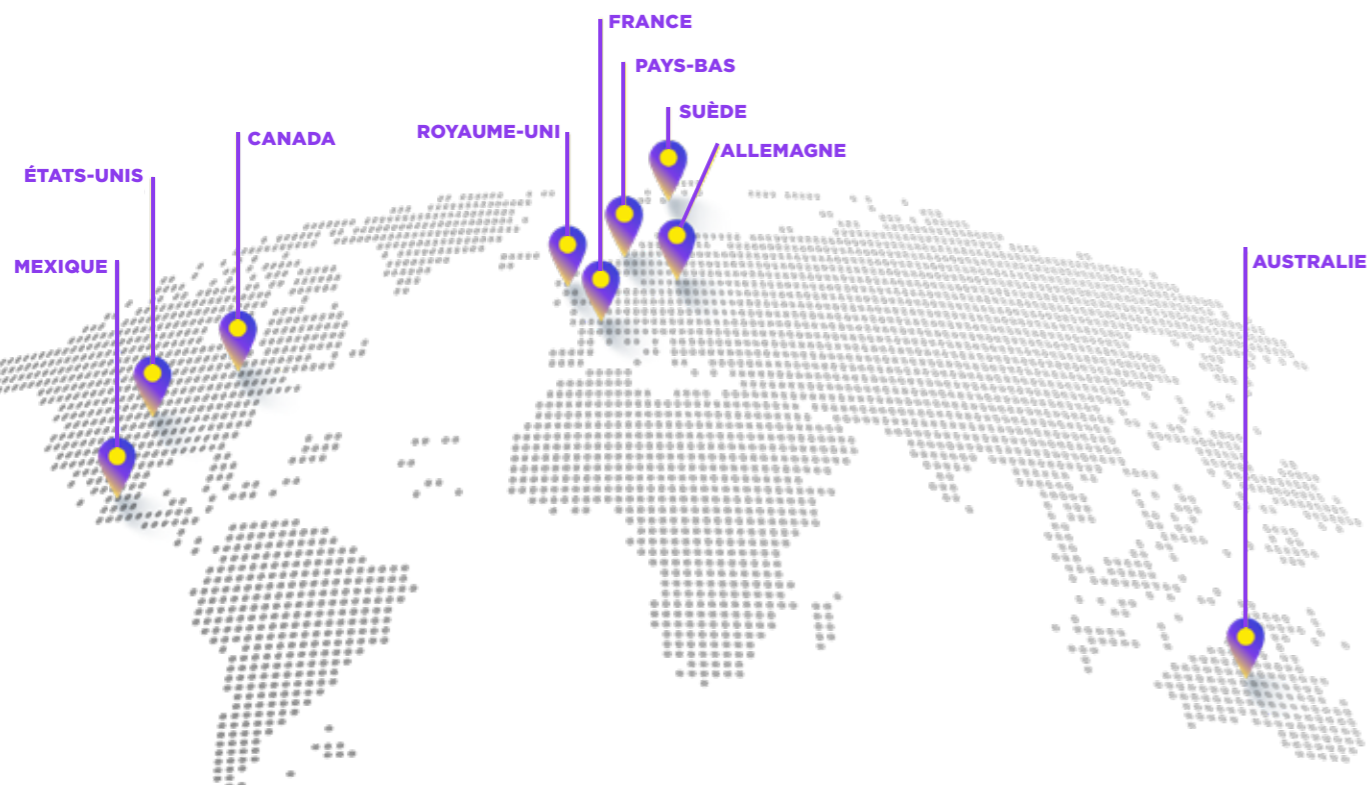 FRANCE
PAYS-BAS
SUÈDE
ROYAUME-UNI
CANADA
ALLEMAGNE
ÉTATS-UNIS
MEXIQUE
AUSTRALIE